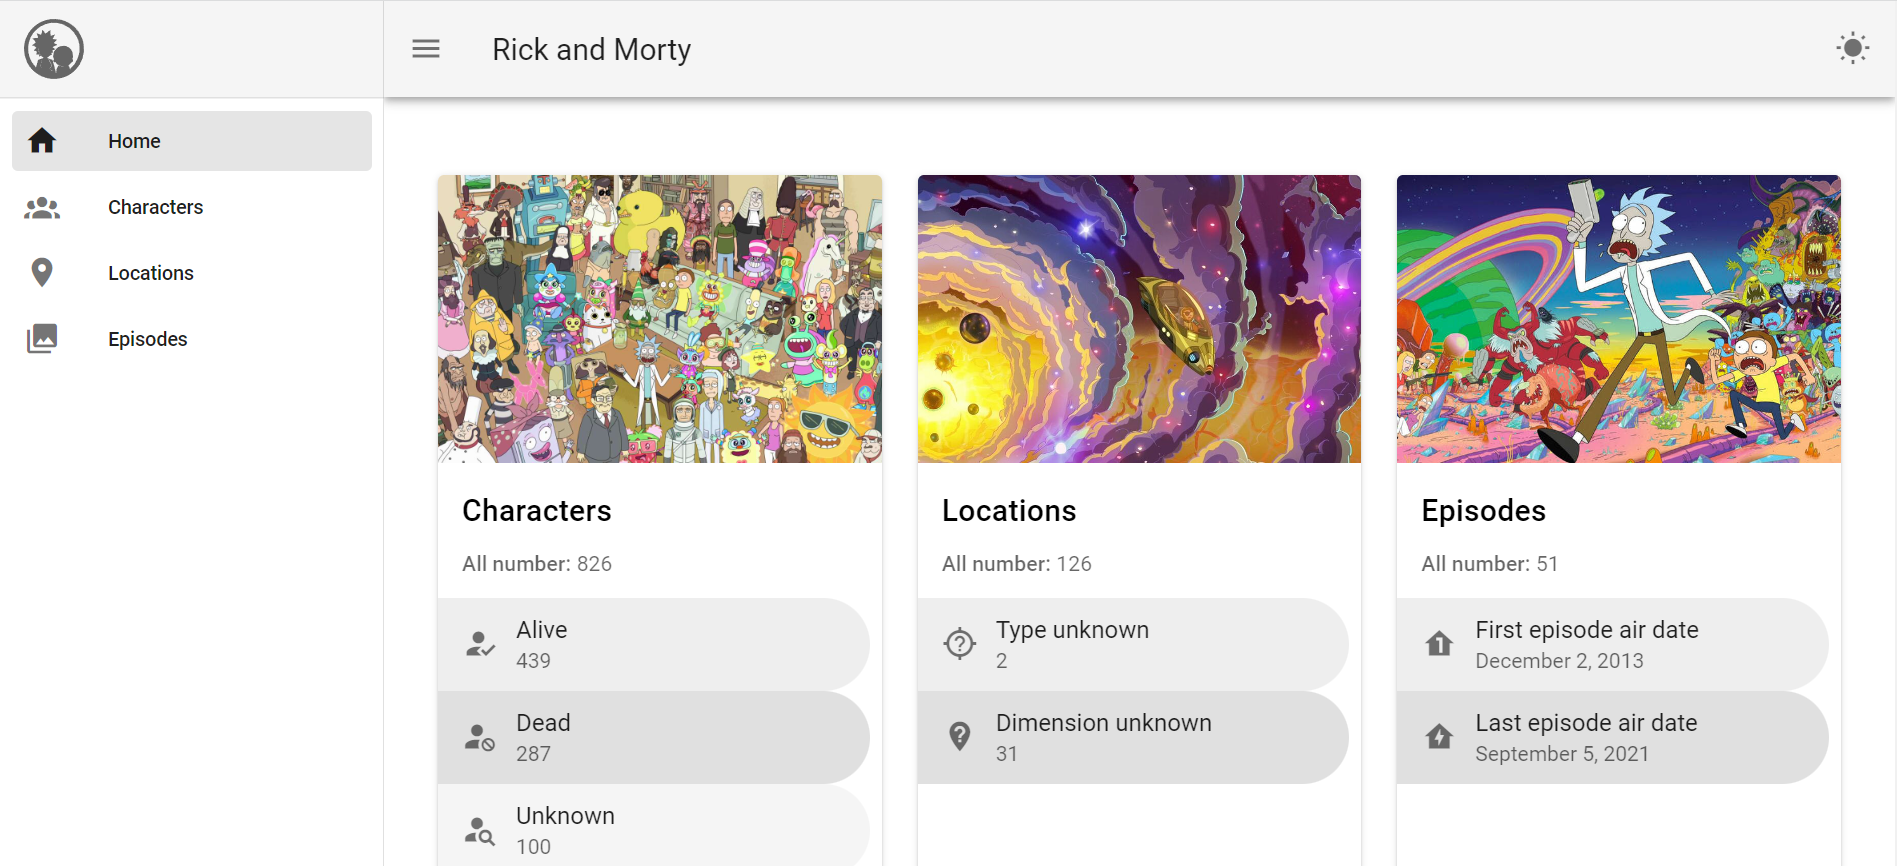 Rick and Morty
Home
Characters
Locations
Episodes
Characters
All number: 826
Alive
439
Dead
287
Unknown
100
Locations
All number: 126
Type unknown
2
Dimension unknown
31
Episodes
All number: 51
First episode air date
December 2, 2013
Last episode air date
September 5, 2021